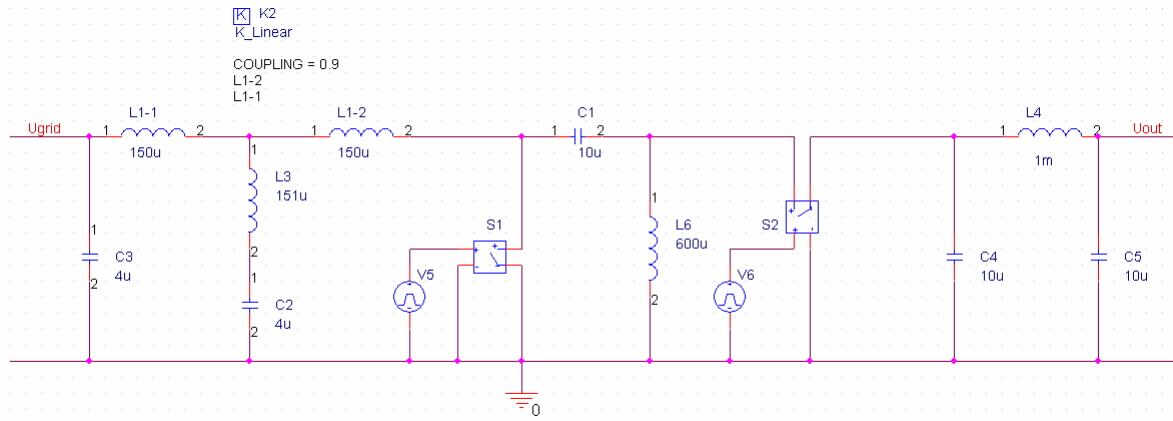 K K2
K_Linear
COUPLING = 0.9
L1-2
L1-1
Ugrid
1 L1-1 2
150u
1 L1-2 2
150u
C1
1 2
10u
L4
1 2
1m
Uout
1
L3
151u
2
1
C2
4u
2
1
C3
4u
2
V5
S1
+ +
- -
1
L6
600u
2
S2
+ -
+ -
V6
C4
10u
C5
10u
0